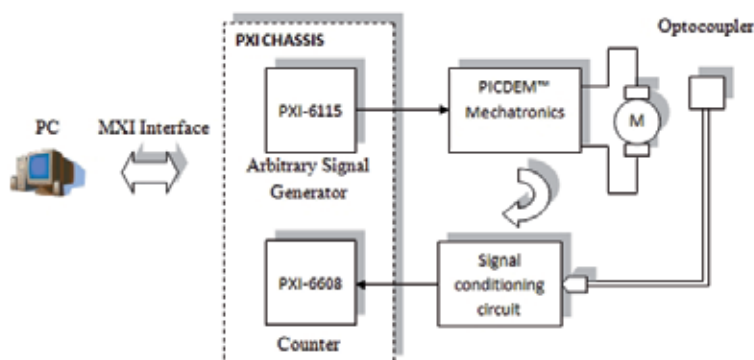 Optocoupler
PXI CHASSIS
PXI-6115
PICDEM™
Mechatronics
M
PC
MXI Interface
Arbitrary Signal
Generator
PXI-6608
Signal
conditioning
circuit
Counter